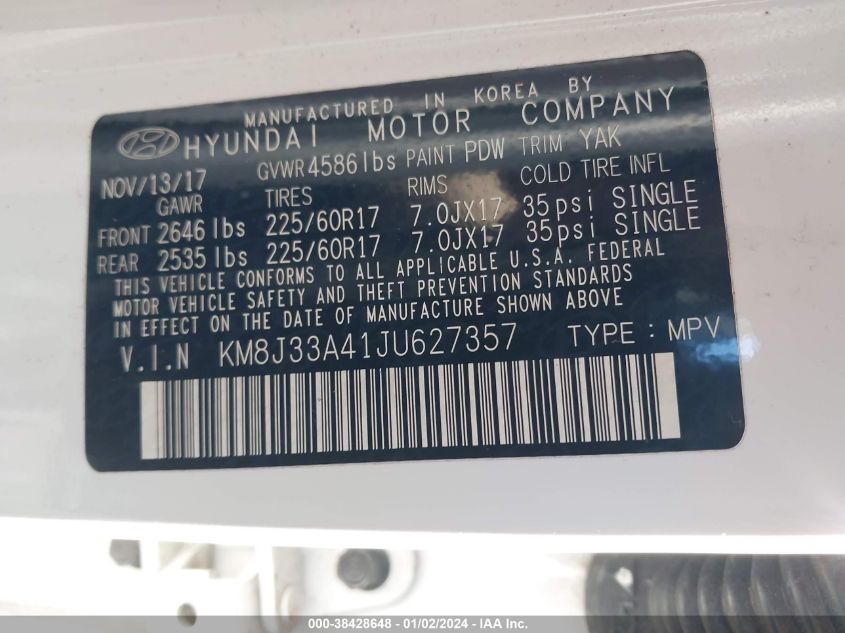 MANUFACTURED IN KOREA BY
HYUNDAI MOTOR COMPANY
NOV/13/17 GVWR 4586 lbs PAINT PDW TRIM YAK
GAWR TIRES RIMS COLD TIRE INFL
FRONT 2646 lbs 225/60R17 7.0JX17 35psi SINGLE
REAR 2535 lbs 225/60R17 7.0JX17 35psi SINGLE
THIS VEHICLE CONFORMS TO ALL APPLICABLE U.S.A. FEDERAL
MOTOR VEHICLE SAFETY AND THEFT PREVENTION STANDARDS
IN EFFECT ON THE DATE OF MANUFACTURE SHOWN ABOVE
V.I.N KM8J33A41JU627357 TYPE : MPV
000-38428648 - 01/02/2024 - IAA Inc.